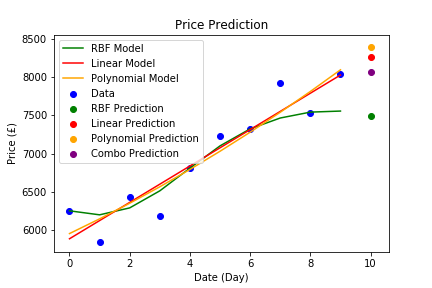 Price Prediction
8500
8000
7500
7000
6500
6000
Price (£)
RBF Model
Linear Model
Polynomial Model
Data
RBF Prediction
Linear Prediction
Polynomial Prediction
Combo Prediction
0 2 4 6 8 10
Date (Day)